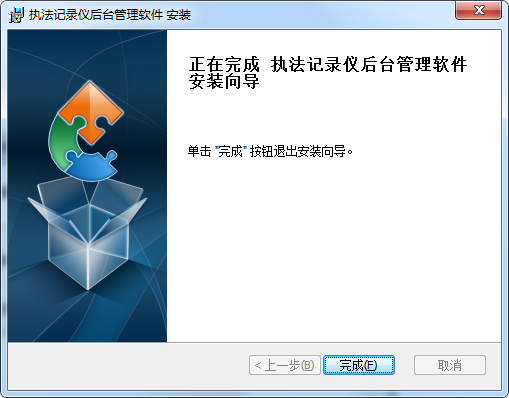 执法记录仪后台管理软件 安装
正在完成 执法记录仪后台管理软件
安装向导
单击 "完成" 按钮退出安装向导。
< 上一步(B)
完成(F)
取消